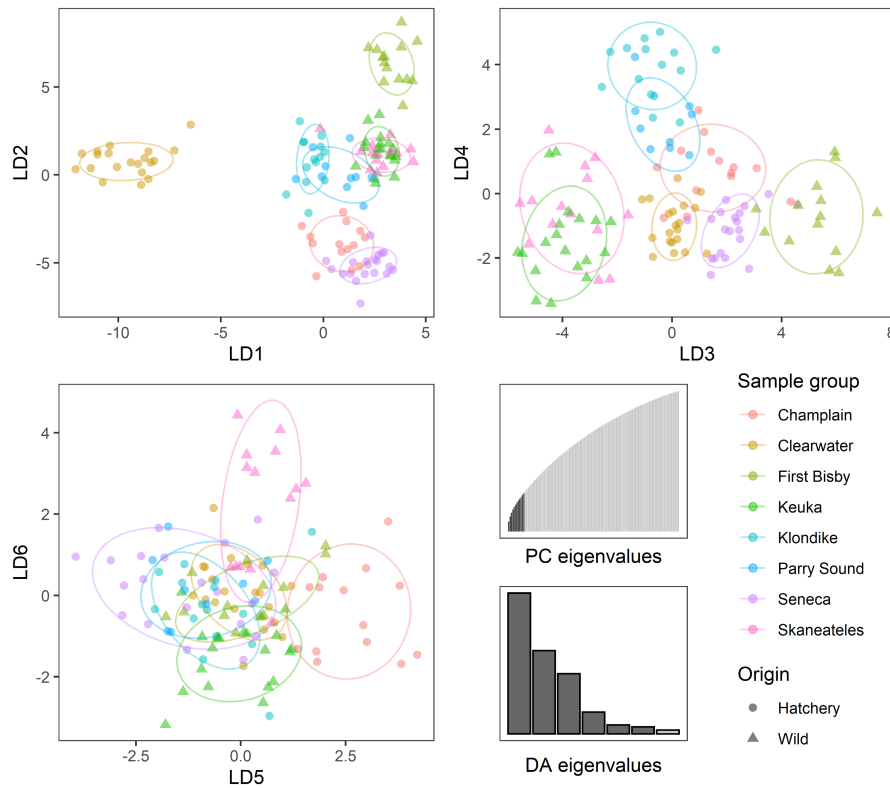 5
0
-5
LD2
-10
-5
0
5
LD1
4
2
0
-2
LD4
-4
0
4
8
LD3
4
2
0
-2
LD6
-2.5
0.0
2.5
LD5
PC eigenvalues
DA eigenvalues
Sample group
Champlain
Clearwater
First Bisby
Keuka
Klondike
Parry Sound
Seneca
Skaneateles
Origin
Hatchery
Wild